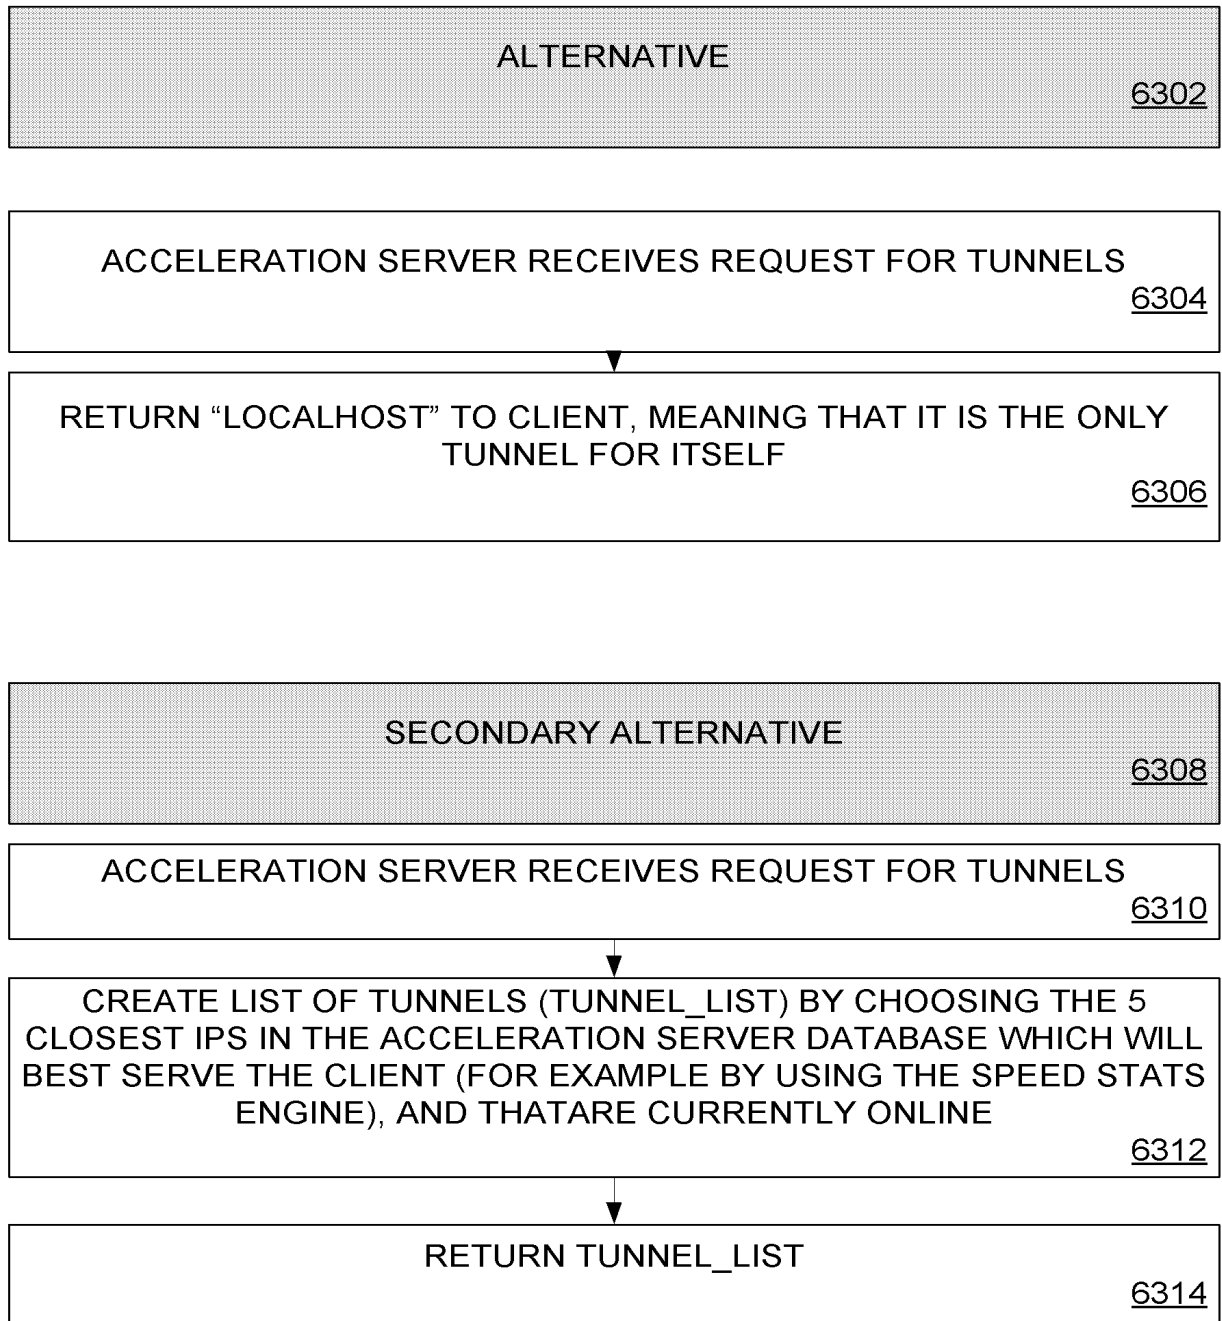 ALTERNATIVE
6302
ACCELERATION SERVER RECEIVES REQUEST FOR TUNNELS
6304
RETURN “LOCALHOST” TO CLIENT, MEANING THAT IT IS THE ONLY
TUNNEL FOR ITSELF
6306
SECONDARY ALTERNATIVE
6308
ACCELERATION SERVER RECEIVES REQUEST FOR TUNNELS
6310
CREATE LIST OF TUNNELS (TUNNEL_LIST) BY CHOOSING THE 5
CLOSEST IPS IN THE ACCELERATION SERVER DATABASE WHICH WILL
BEST SERVE THE CLIENT (FOR EXAMPLE BY USING THE SPEED STATS
ENGINE), AND THATARE CURRENTLY ONLINE
6312
RETURN TUNNEL_LIST
6314